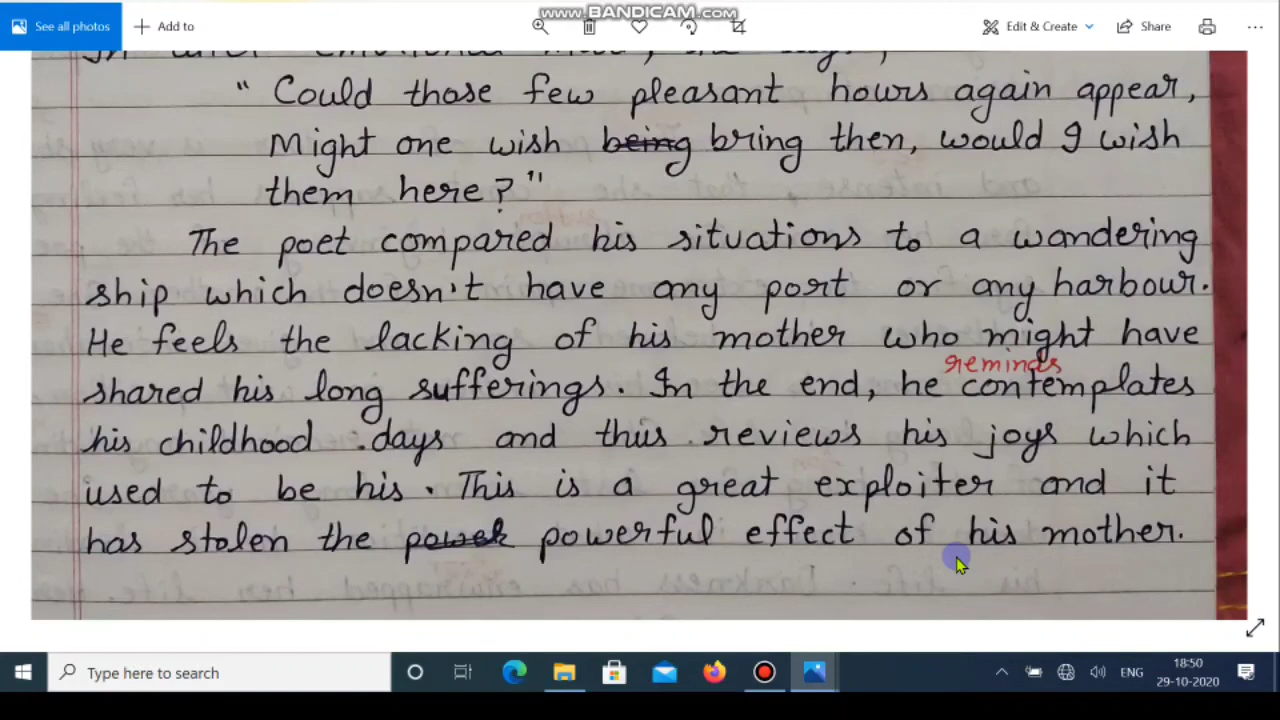 www.BANDICAM.com
See all photos + Add to Edit & Create Share
" Could those few pleasant hours again appear,
Might one wish being bring then, would I wish
them here?"
The poet compared his situations to a wandering
ship which doesn't have any port or any harbour.
He feels the lacking of his mother who might have
reminds
shared his long sufferings. In the end, he contemplates
his childhood days and thus reviews his joys which
used to be his. This is a great exploiter and it
has stolen the powerful effect of his mother.
Type here to search ENG 18:50
29-10-2020